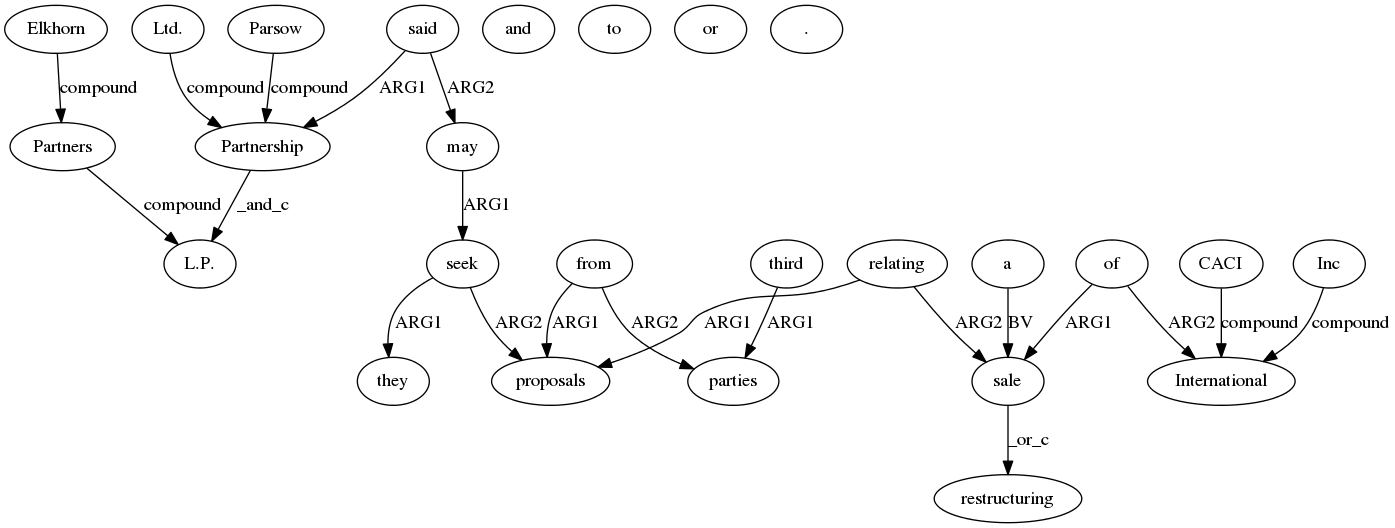 Elkhorn Ltd. Parsow said and to or .
compound compound compound ARG1 ARG2
Partners Partnership may
compound _and_c ARG1
L.P. seek from third relating a of CACI Inc
ARG1 ARG2 ARG1 ARG2 ARG1 ARG1 ARG2 BV ARG1 ARG2 compound compound
they proposals parties sale International
_or_c
restructuring